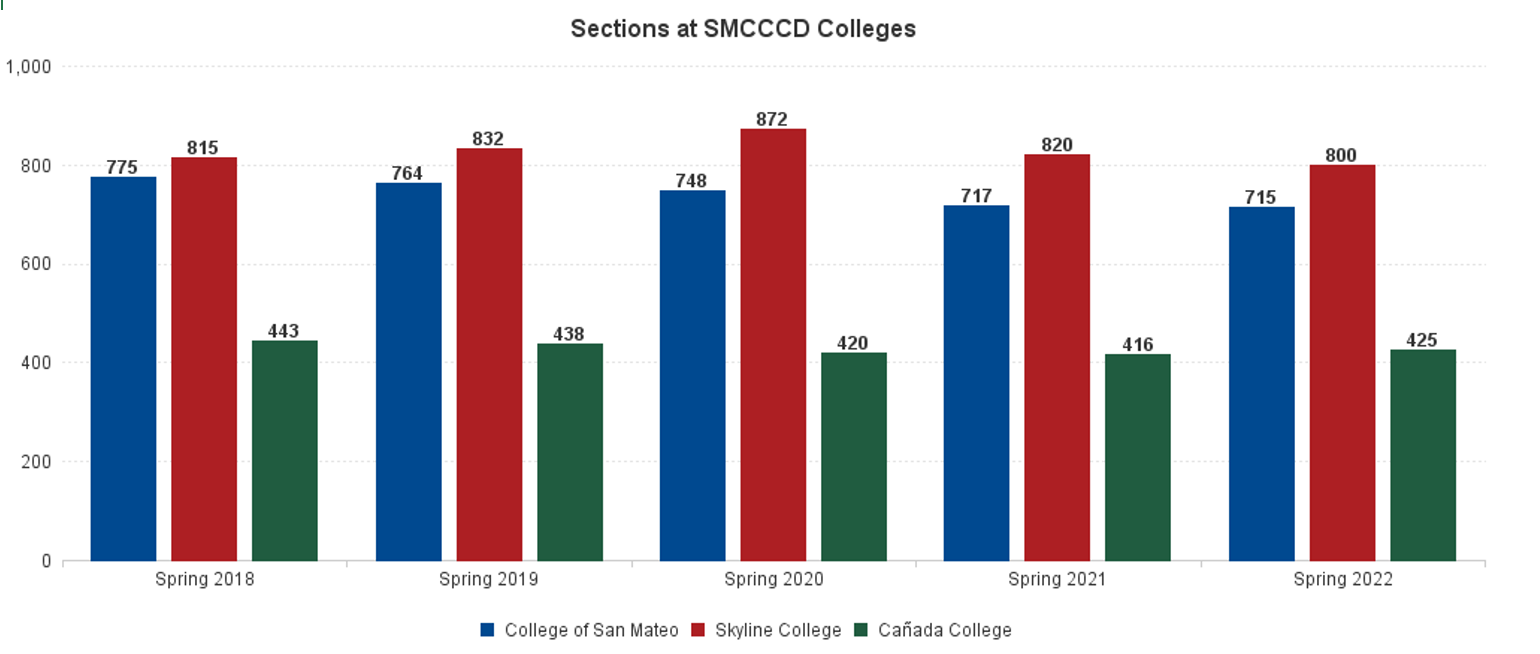 Sections at SMCCCD Colleges
1,000
800
600
400
200
0
775 815 443
764 832 438
748 872 420
717 820 416
715 800 425
Spring 2018 Spring 2019 Spring 2020 Spring 2021 Spring 2022
College of San Mateo Skyline College Cañada College